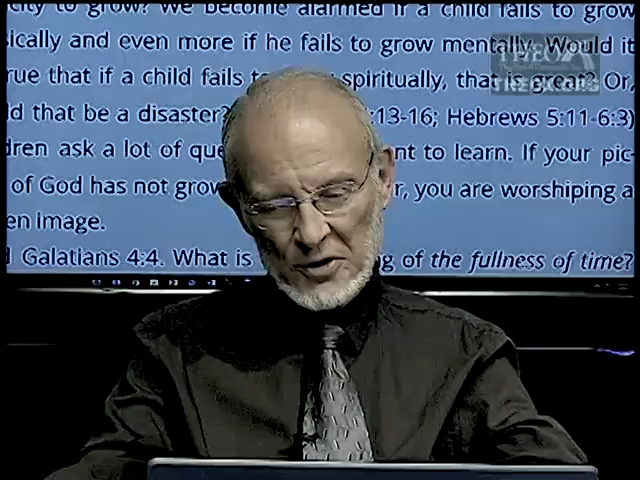 city to grow? We become alarmed if a child fails to grow
sically and even more if he fails to grow mentally. Would it
rue that if a child fails to spiritually, that is great? Or,
ld that be a disaster? :13-16; Hebrews 5:11-6:3)
dren ask a lot of que nt to learn. If your pic-
of God has not grow r, you are worshiping a
en image.
Galatians 4:4. What is g of the fullness of time?